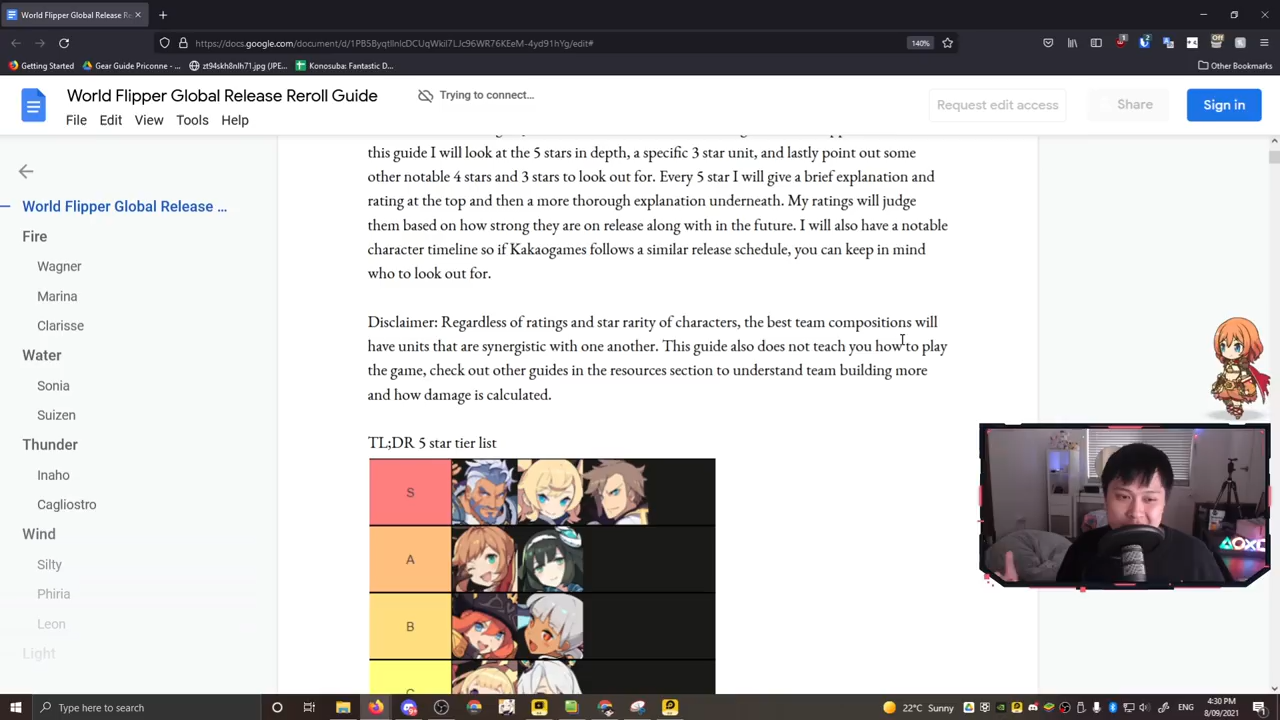 World Flipper Global Release Re
https://docs.google.com/document/d/1PB5ByqtlInIcDCUqWkil7LJc96WR76KEeM-4yd91hYg/edit#
140%
Getting Started
Gear Guide Priconne - ...
zt94skh8nlh71.jpg (JPE...
Konosuba: Fantastic D...
Other Bookmarks
World Flipper Global Release Reroll Guide
Trying to connect...
Request edit access
Share
Sign in
File Edit View Tools Help
World Flipper Global Release ...
Fire
Wagner
Marina
Clarisse
Water
Sonia
Suizen
Thunder
Inaho
Cagliostro
Wind
Silty
Phiria
Leon
Light
this guide I will look at the 5 stars in depth, a specific 3 star unit, and lastly point out some
other notable 4 stars and 3 stars to look out for. Every 5 star I will give a brief explanation and
rating at the top and then a more thorough explanation underneath. My ratings will judge
them based on how strong they are on release along with in the future. I will also have a notable
character timeline so if Kakaogames follows a similar release schedule, you can keep in mind
who to look out for.
Disclaimer: Regardless of ratings and star rarity of characters, the best team compositions will
have units that are synergistic with one another. This guide also does not teach you how to play
the game, check out other guides in the resources section to understand team building more
and how damage is calculated.
TL;DR 5 star tier list
S
A
B
C
Type here to search
22°C Sunny
4:30 PM
8/09/2021